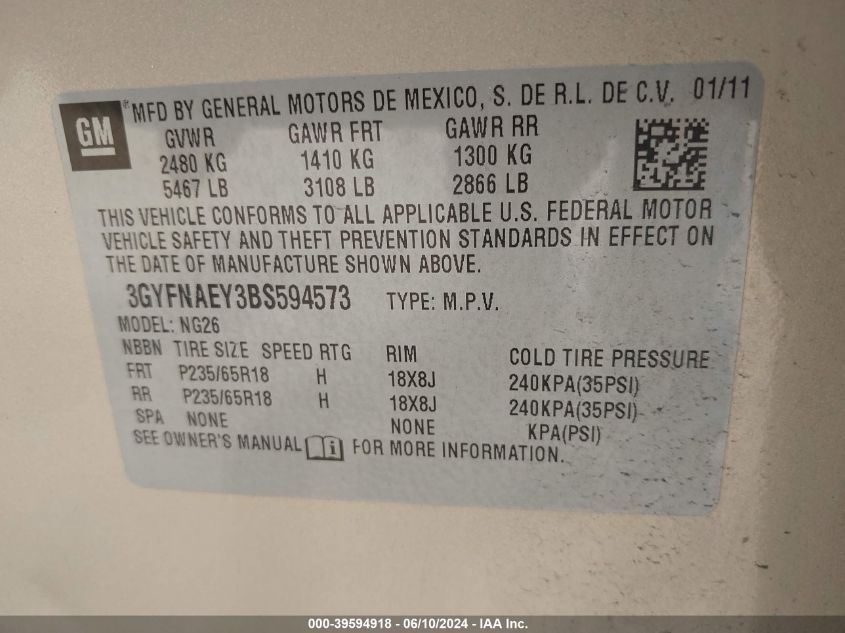 GM ® MFD BY GENERAL MOTORS DE MEXICO, S. DE R.L. DE C.V. 01/11
GVWR GAWR FRT GAWR RR
2480 KG 1410 KG 1300 KG
5467 LB 3108 LB 2866 LB
THIS VEHICLE CONFORMS TO ALL APPLICABLE U.S. FEDERAL MOTOR
VEHICLE SAFETY AND THEFT PREVENTION STANDARDS IN EFFECT ON
THE DATE OF MANUFACTURE SHOWN ABOVE.
3GYFNAEY3BS594573 TYPE: M.P.V.
MODEL: NG26
NBBN TIRE SIZE SPEED RTG RIM COLD TIRE PRESSURE
FRT P235/65R18 H 18X8J 240KPA(35PSI)
RR P235/65R18 H 18X8J 240KPA(35PSI)
SPA NONE NONE KPA(PSI)
SEE OWNER'S MANUAL FOR MORE INFORMATION.
000-39594918 - 06/10/2024 - IAA Inc.